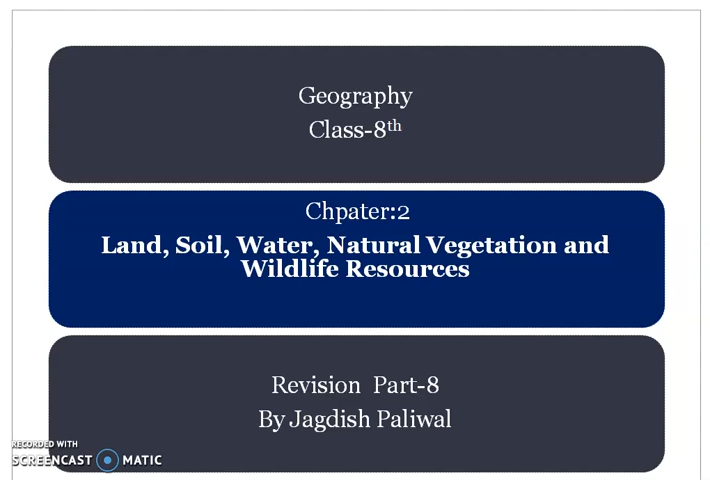 Geography
Class-8th
Chpater:2
Land, Soil, Water, Natural Vegetation and
Wildlife Resources
Revision Part-8
By Jagdish Paliwal
RECORDED WITH
SCREENCAST MATIC